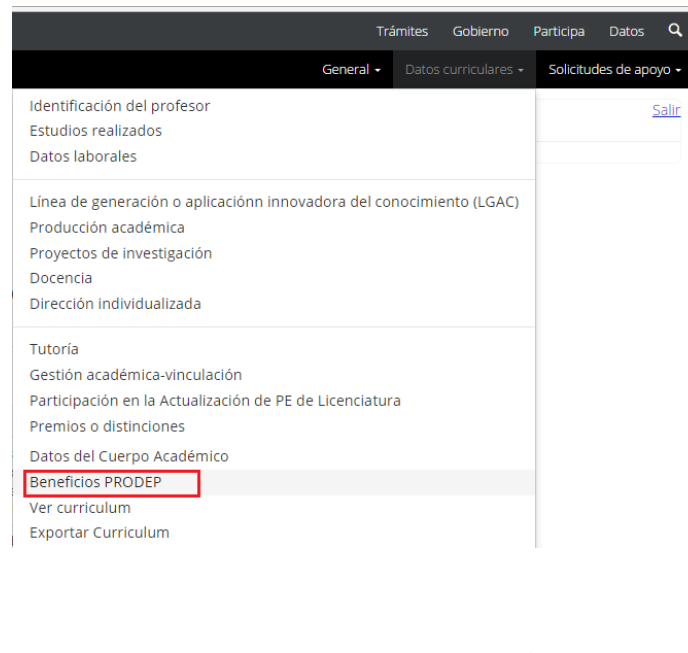 Trámites Gobierno Participa Datos
General Datos curriculares Solicitudes de apoyo
Identificación del profesor
Salir
Estudios realizados
Datos laborales
Línea de generación o aplicaciónn innovadora del conocimiento (LGAC)
Producción académica
Proyectos de investigación
Docencia
Dirección individualizada
Tutoría
Gestión académica-vinculación
Participación en la Actualización de PE de Licenciatura
Premios o distinciones
Datos del Cuerpo Académico
Beneficios PRODEP
Ver curriculum
Exportar Curriculum